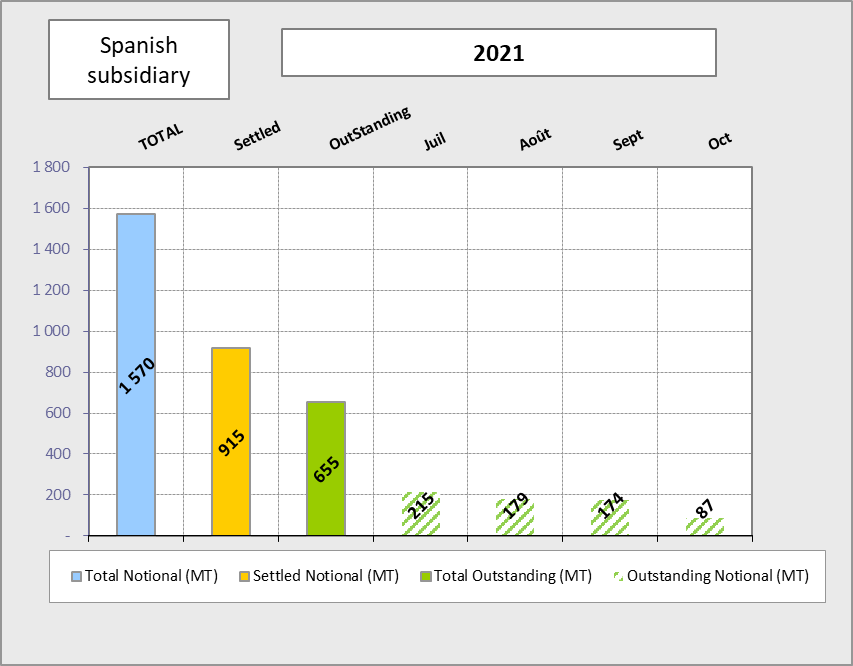 Spanish
subsidiary
2021
TOTAL
Settled
OutStanding
Juil
Août
Sept
Oct
1 800
1 600
1 400
1 200
1 000
800
600
400
200
-
1 570
915
655
215
179
174
87
Total Notional (MT)
Settled Notional (MT)
Total Outstanding (MT)
Outstanding Notional (MT)